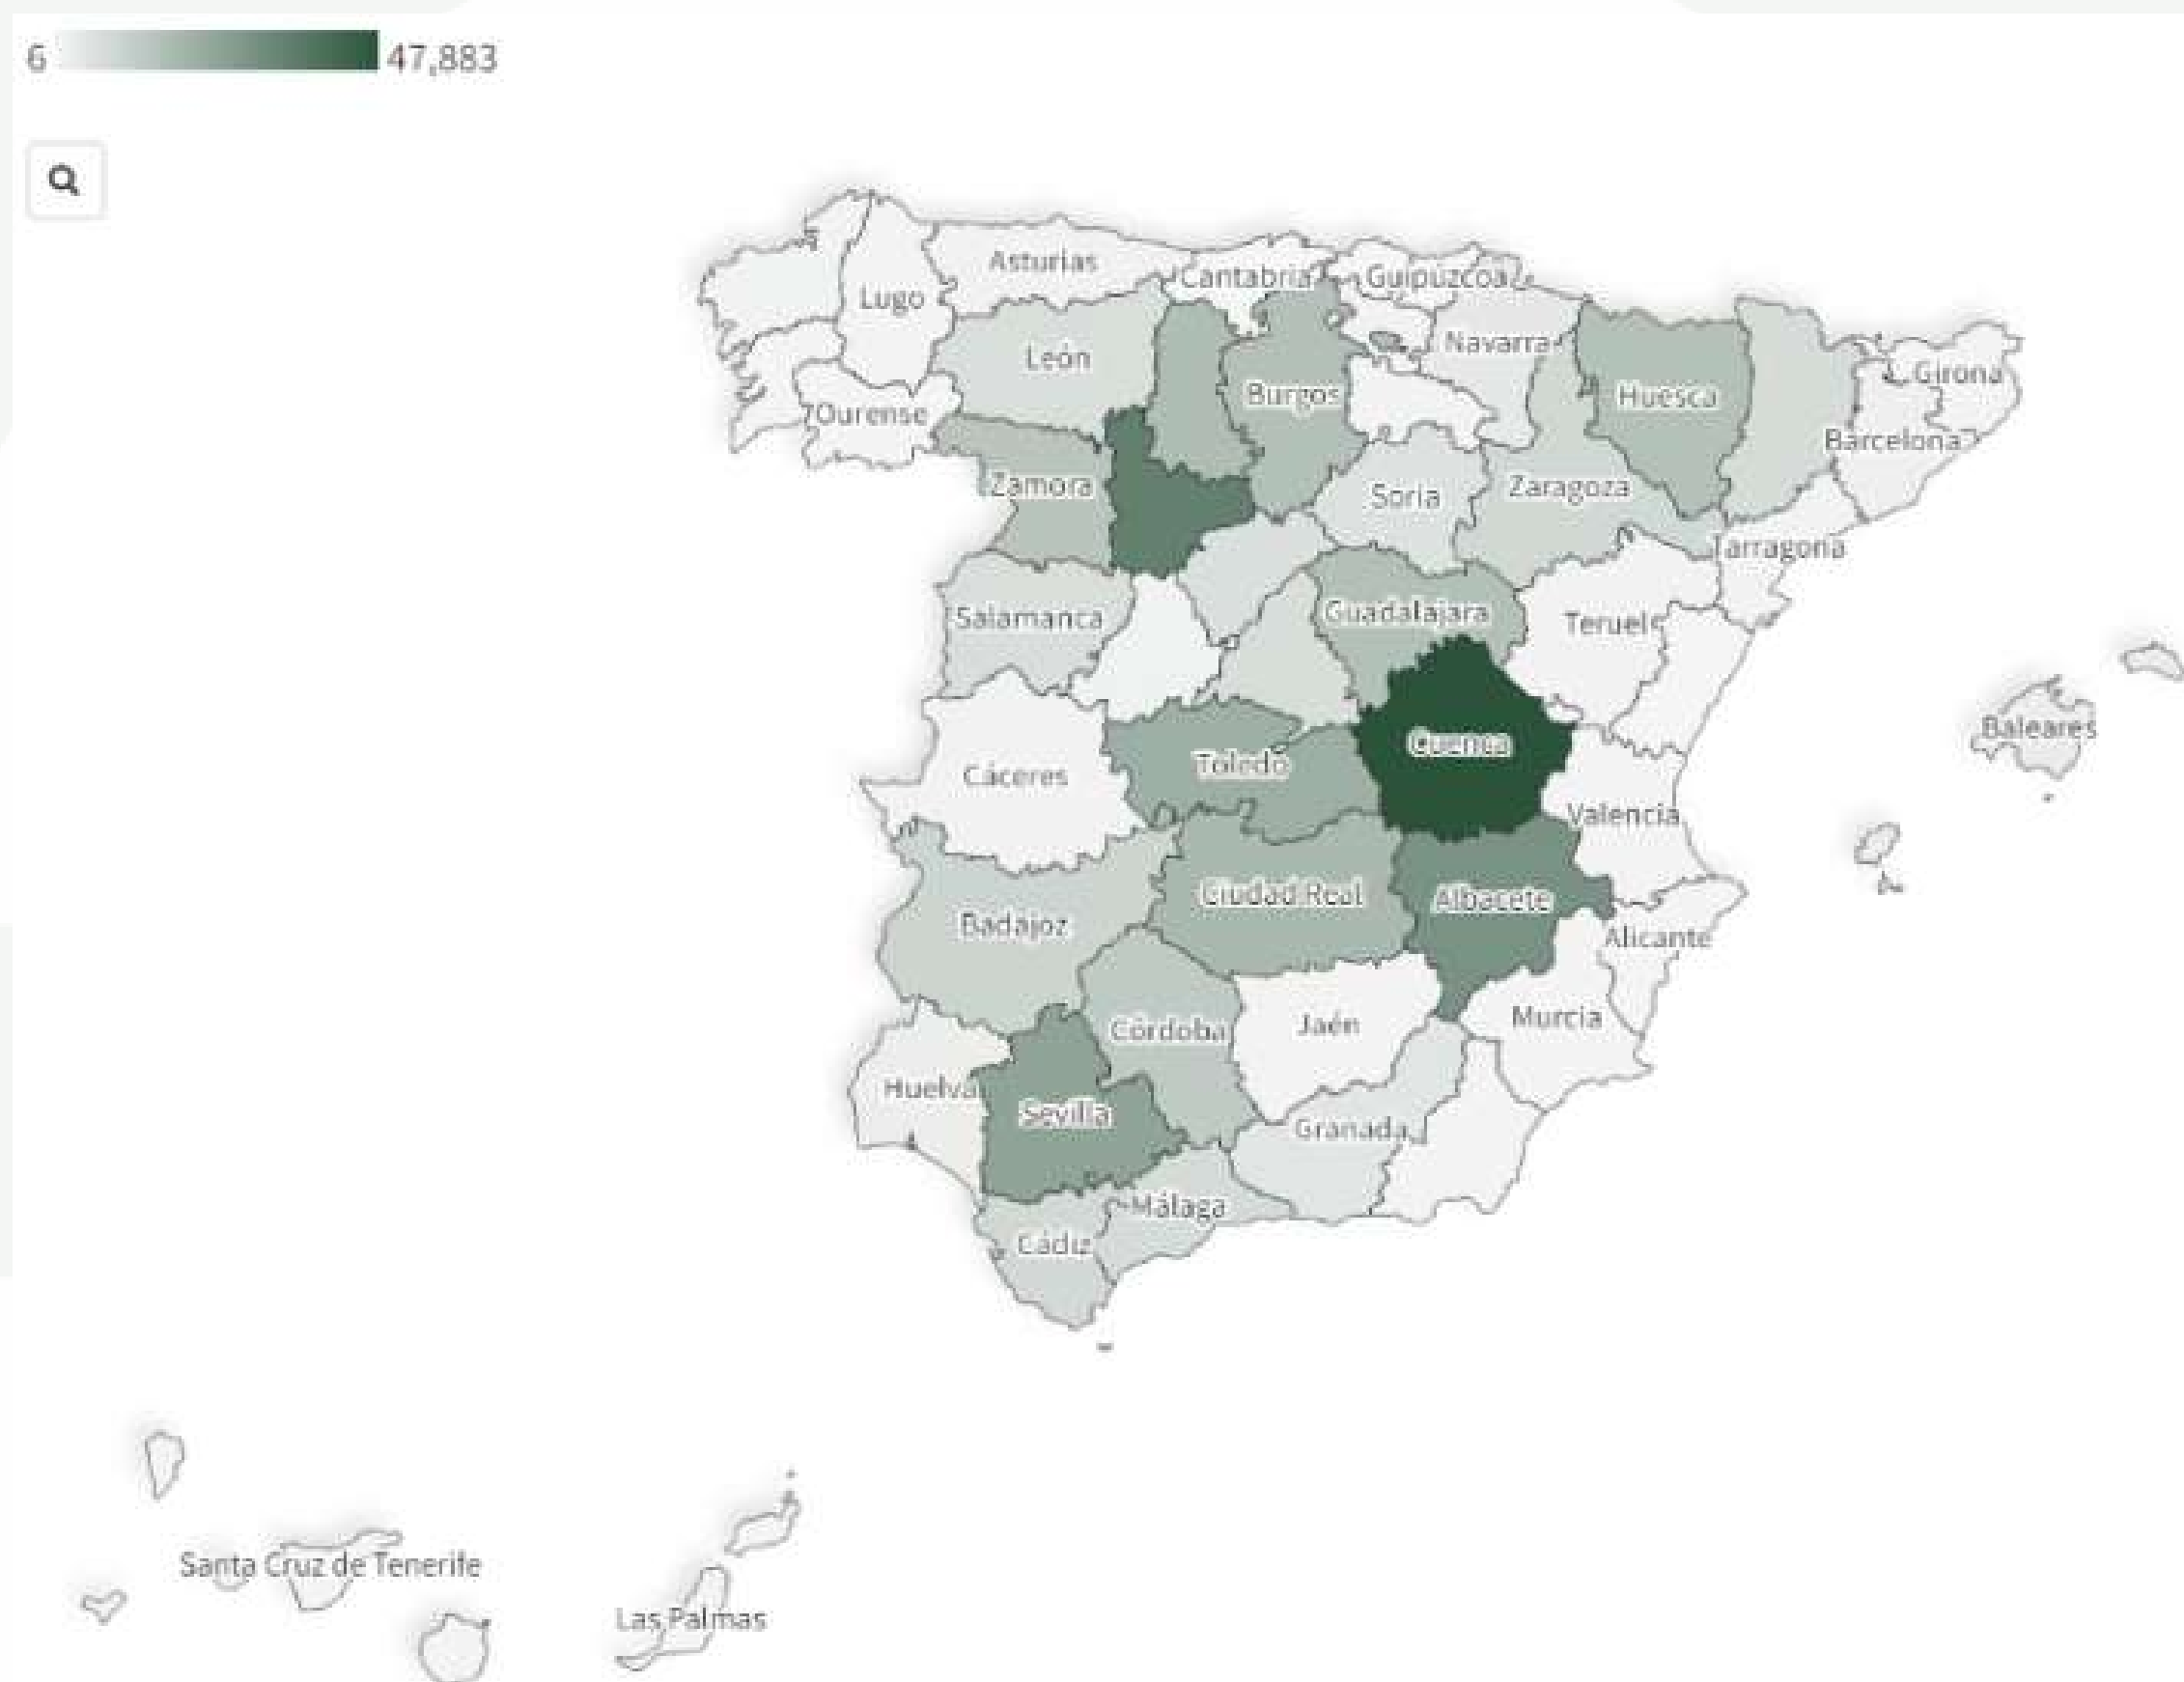 6 47,883
Asturias
Cantabria
Guipúzcoa
Lugo
Navarra
León
Girona
Burgos
Huesca
Ourense
Barcelona
Zamora
Soria
Zaragoza
Tarragona
Salamanca
Guadalajara
Teruel
Baleares
Cuenca
Toledo
Cáceres
Valencia
Ciudad Real
Albacete
Badajoz
Alicante
Murcia
Jaén
Córdoba
Huelva
Sevilla
Granada
Málaga
Cádiz
Santa Cruz de Tenerife
Las Palmas